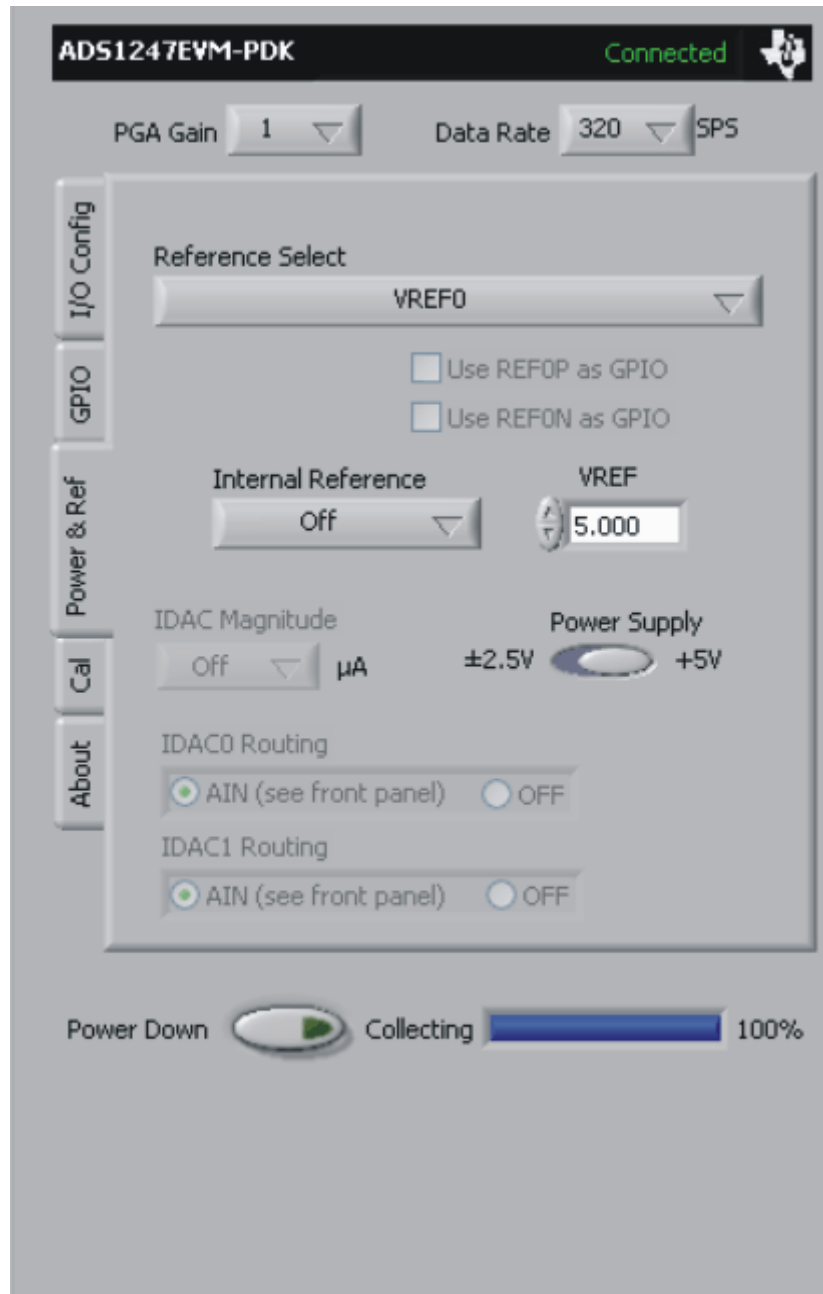 ADS1247EVM-PDK Connected
PGA Gain 1 Data Rate 320 SPS
I/O Config
GPIO
Power & Ref
Cal
About
Reference Select
VREF0
Use REF0P as GPIO
Use REF0N as GPIO
Internal Reference VREF
Off 5.000
IDAC Magnitude Power Supply
Off µA ±2.5V +5V
IDAC0 Routing
AIN (see front panel) OFF
IDAC1 Routing
AIN (see front panel) OFF
Power Down Collecting 100%